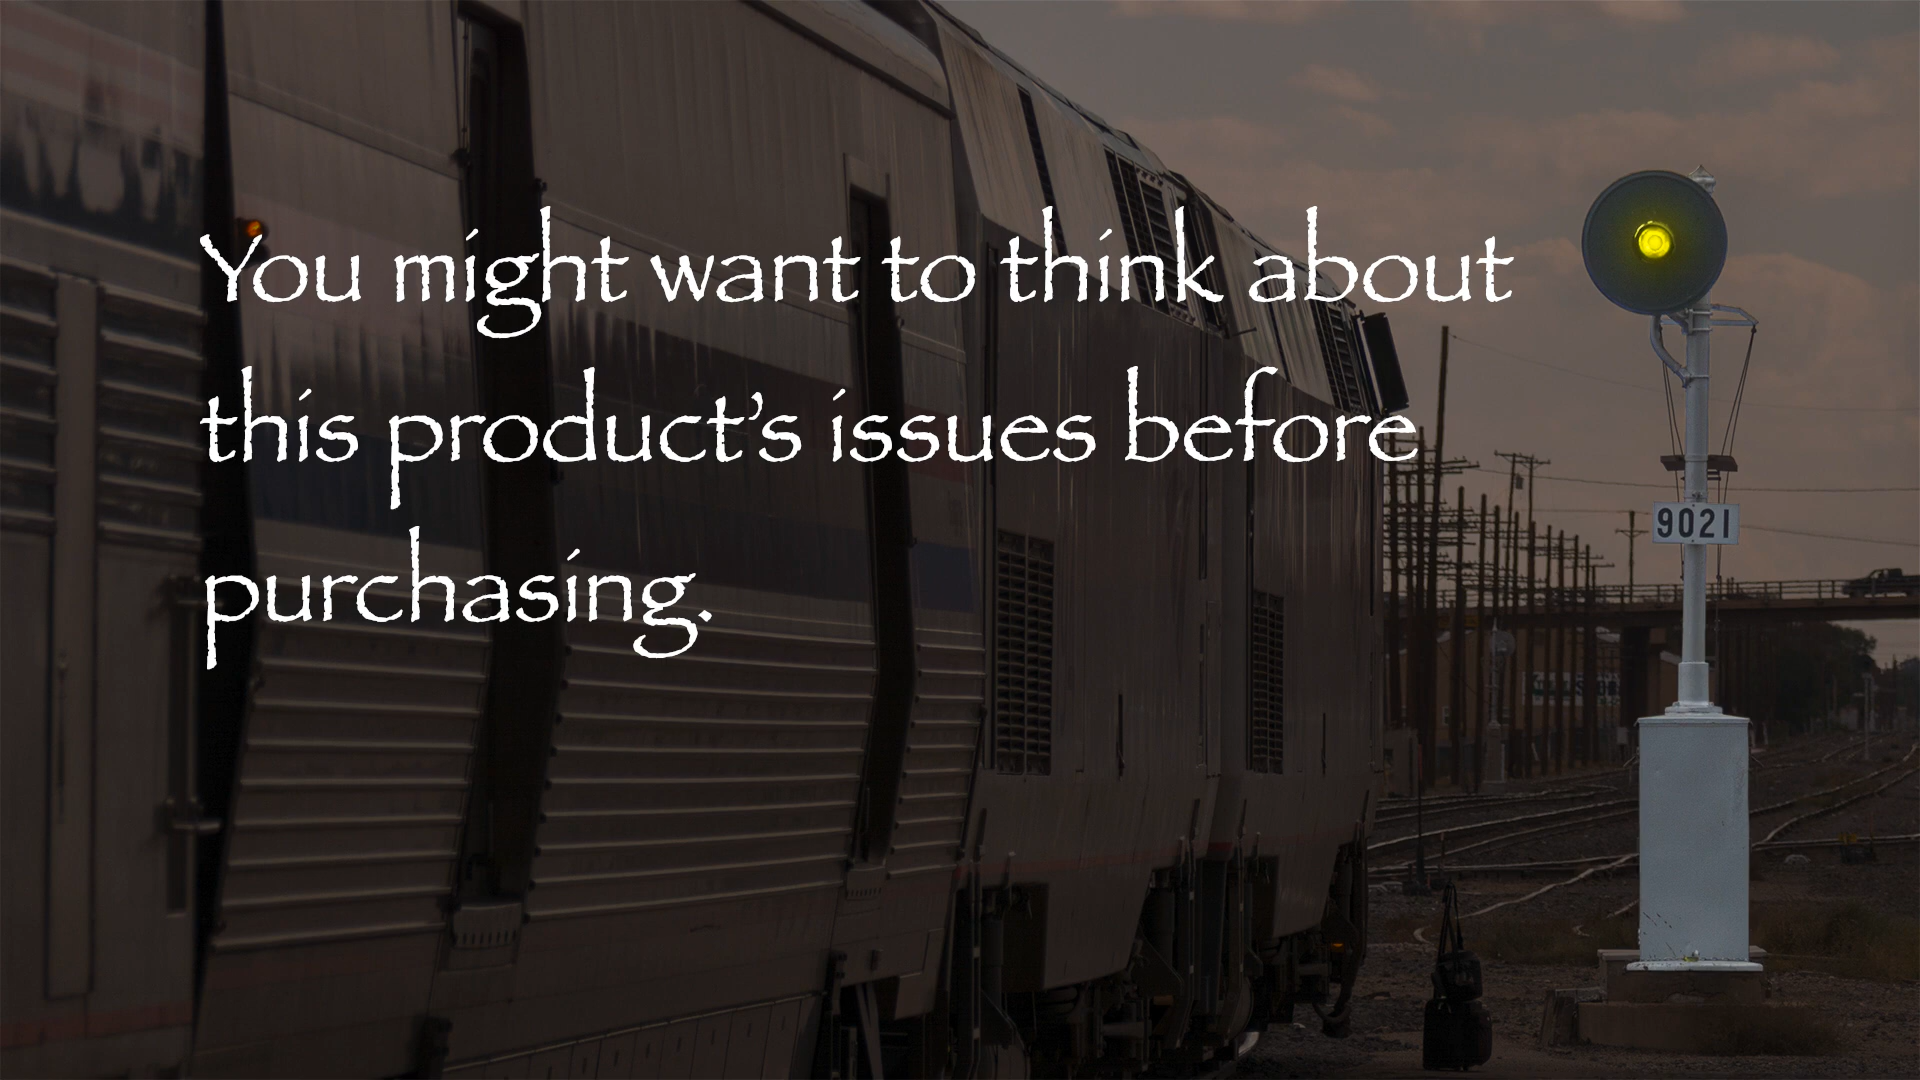 You might want to think about
this product’s issues before
purchasing.
9021